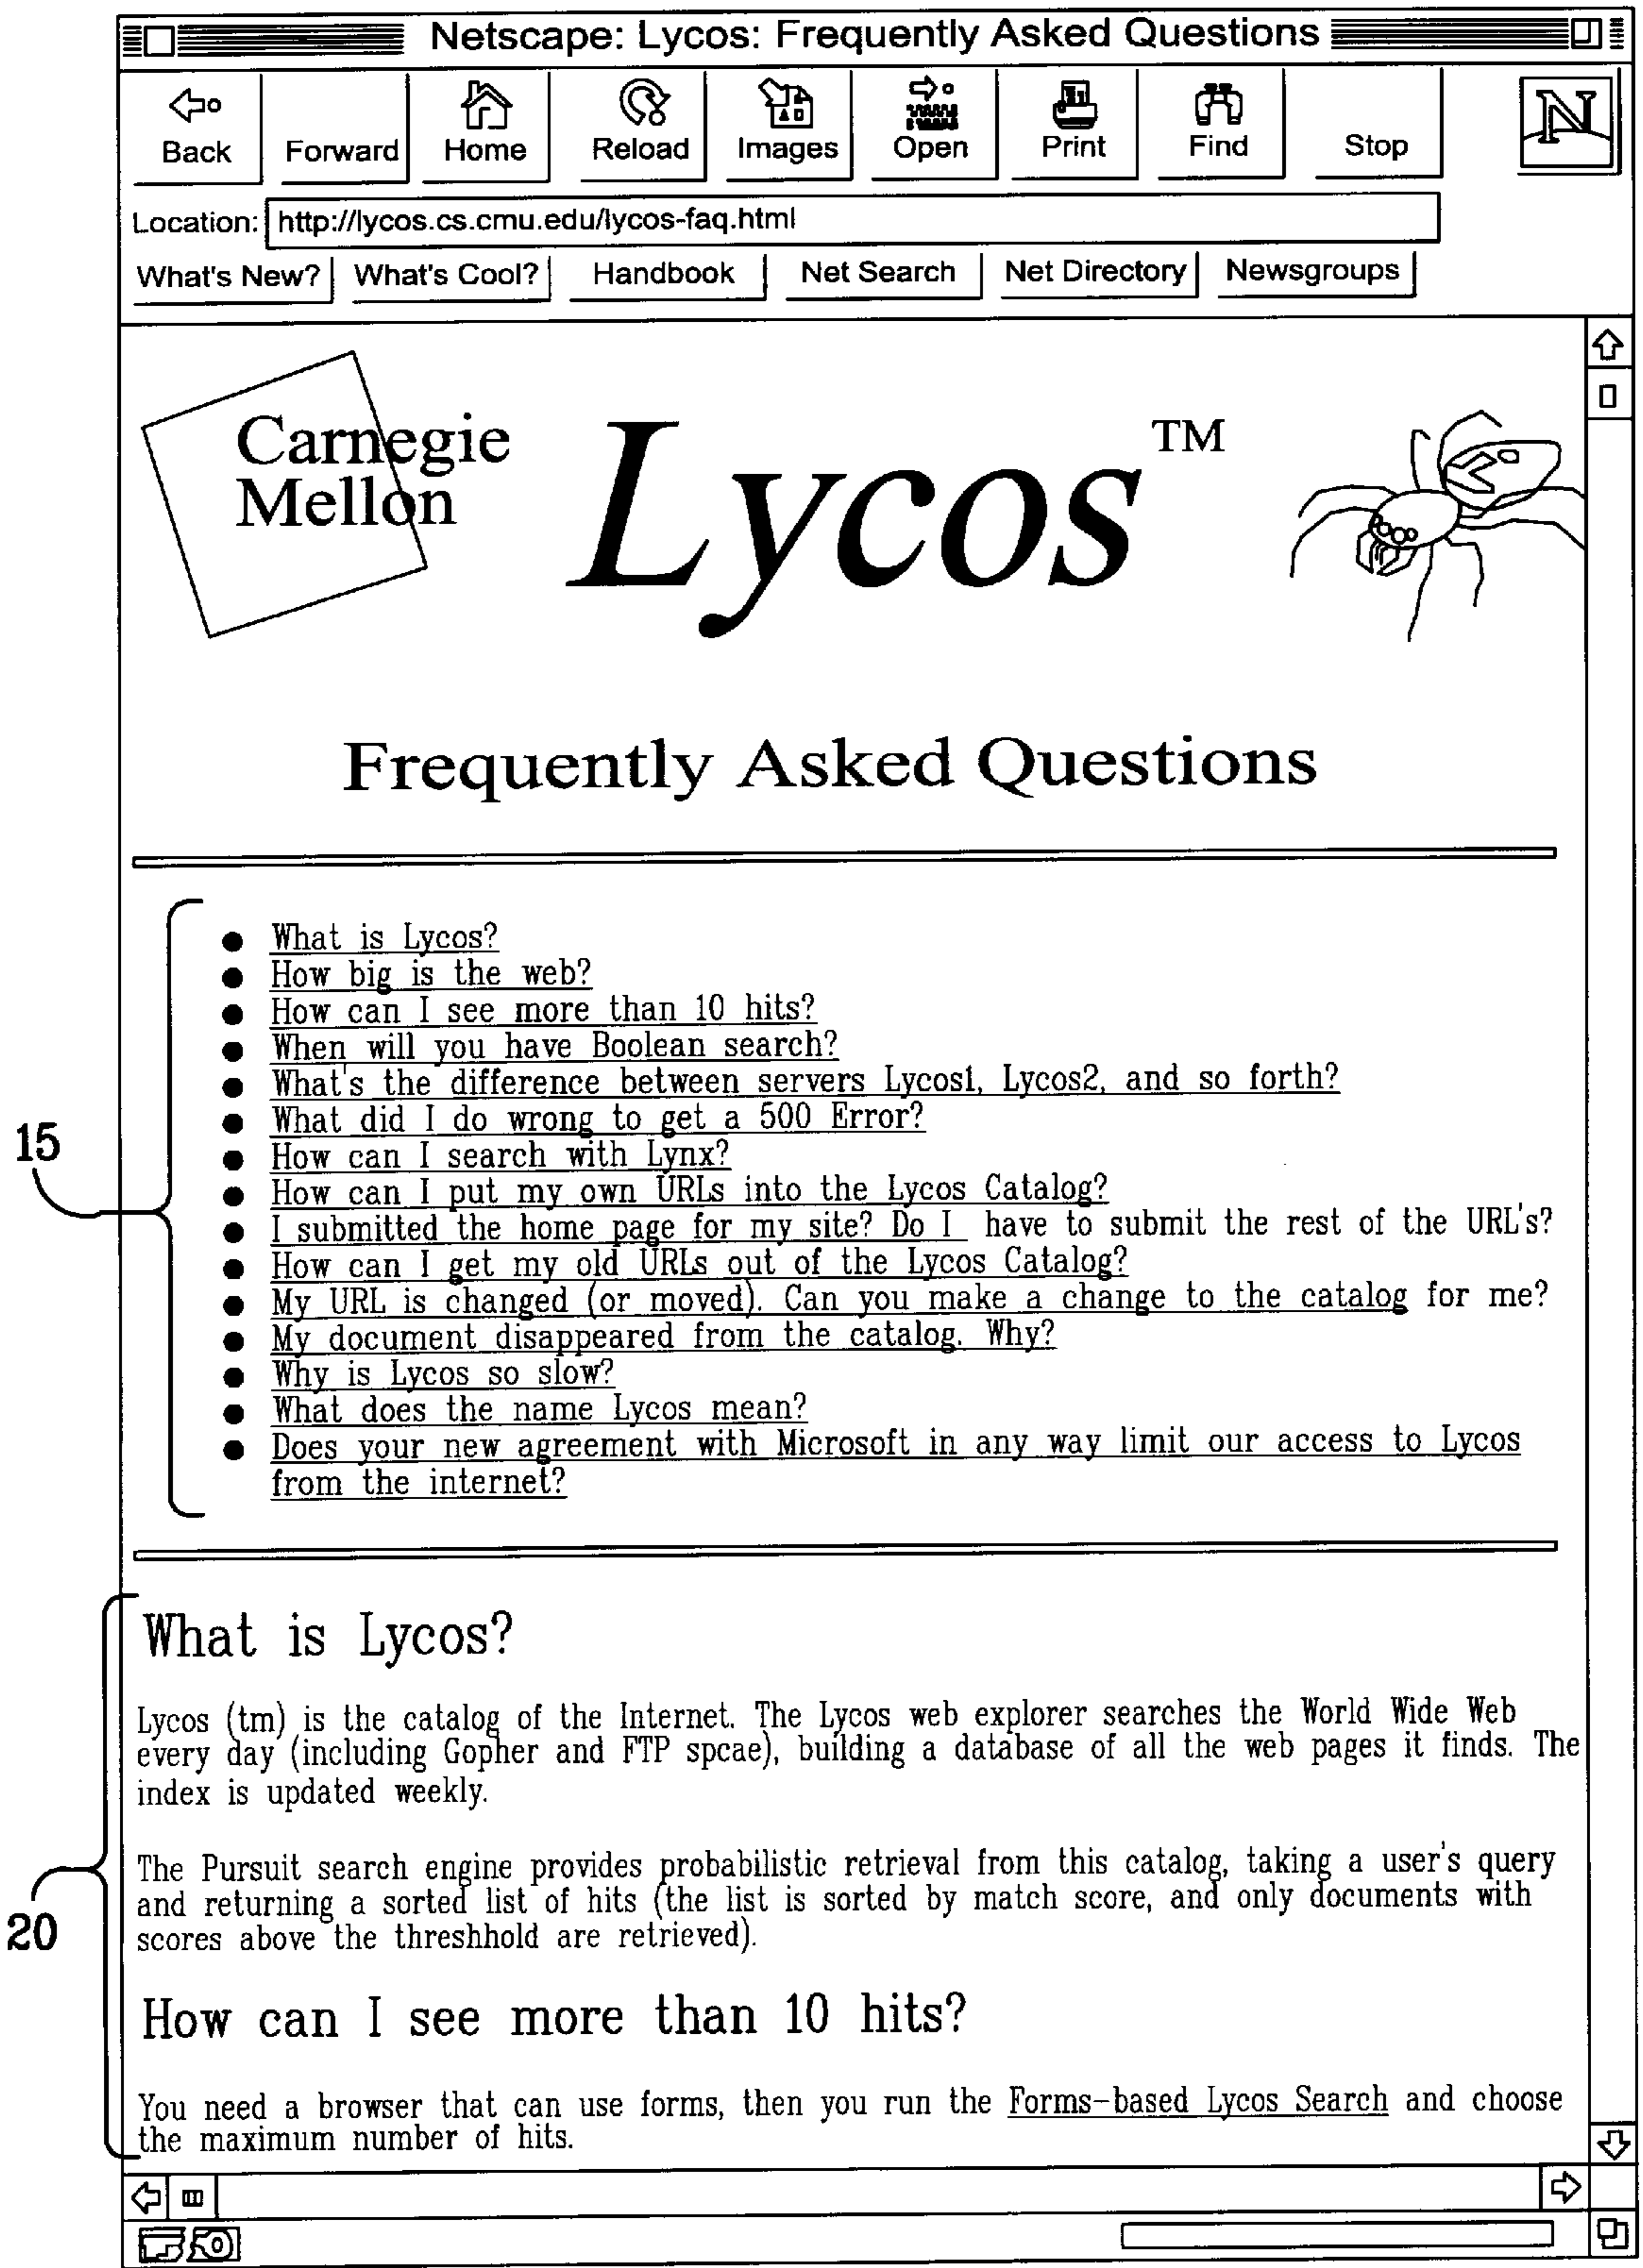 Netscape: Lycos: Frequently Asked Questions
Back Forward Home Reload Images Open Print Find Stop
N
Location: http://lycos.cs.cmu.edu/lycos-faq.html
What's New? What's Cool? Handbook Net Search Net Directory Newsgroups
Carnegie
Mellon
Lycos TM
Frequently Asked Questions
● What is Lycos?
● How big is the web?
● How can I see more than 10 hits?
● When will you have Boolean search?
● What's the difference between servers Lycos1, Lycos2, and so forth?
● What did I do wrong to get a 500 Error?
15
● How can I search with Lynx?
● How can I put my own URLs into the Lycos Catalog?
● I submitted the home page for my site? Do I have to submit the rest of the URL's?
● How can I get my old URLs out of the Lycos Catalog?
● My URL is changed (or moved). Can you make a change to the catalog for me?
● My document disappeared from the catalog. Why?
● Why is Lycos so slow?
● What does the name Lycos mean?
● Does your new agreement with Microsoft in any way limit our access to Lycos
from the internet?
What is Lycos?
Lycos (tm) is the catalog of the Internet. The Lycos web explorer searches the World Wide Web
every day (including Gopher and FTP spcae), building a database of all the web pages it finds. The
index is updated weekly.
The Pursuit search engine provides probabilistic retrieval from this catalog, taking a user's query
and returning a sorted list of hits (the list is sorted by match score, and only documents with
20
scores above the threshhold are retrieved).
How can I see more than 10 hits?
You need a browser that can use forms, then you run the Forms-based Lycos Search and choose
the maximum number of hits.